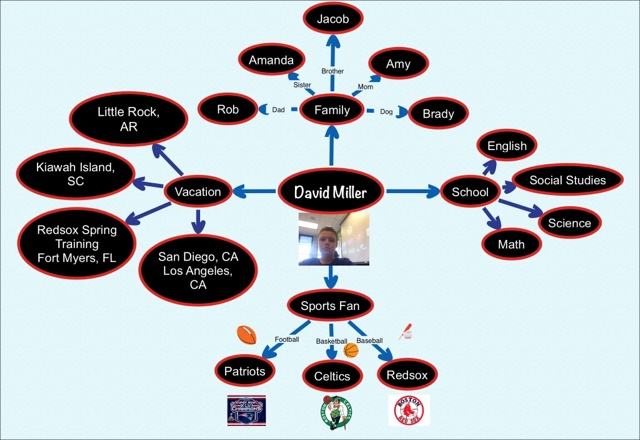 Jacob
Amanda
Amy
Brother
Sister
Mom
Rob
Dad
Family
Dog
Brady
Little Rock,
AR
English
Kiawah Island,
SC
Vacation
David Miller
School
Social Studies
Redsox Spring
Training
Fort Myers, FL
San Diego, CA
Los Angeles,
CA
Science
Math
Sports Fan
Football
Basketball
Baseball
Patriots
Celtics
Redsox
BOSTON
RED SOX